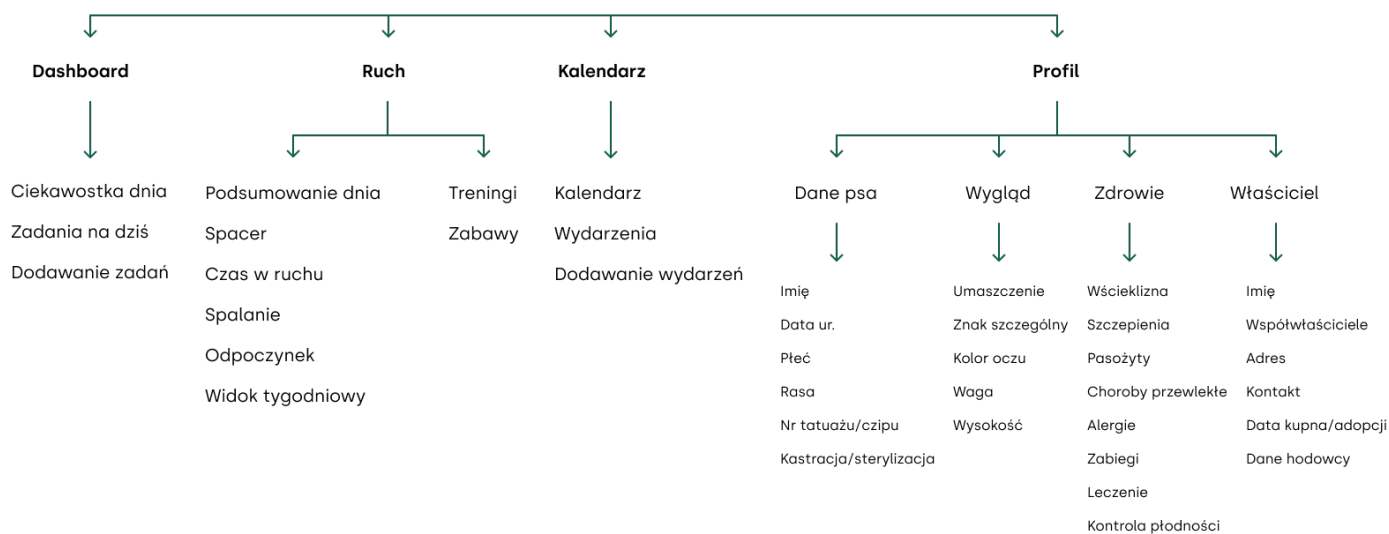 Dashboard
Ruch
Kalendarz
Profil
Ciekawostka dnia
Zadania na dziś
Dodawanie zadań
Podsumowanie dnia
Spacer
Czas w ruchu
Spalanie
Odpoczynek
Widok tygodniowy
Treningi
Zabawy
Kalendarz
Wydarzenia
Dodawanie wydarzeń
Dane psa
Wygląd
Zdrowie
Właściciel
Imię
Data ur.
Płeć
Rasa
Nr tatuażu/czipu
Kastracja/sterylizacja
Umaszczenie
Znak szczególny
Kolor oczu
Waga
Wysokość
Wścieklizna
Szczepienia
Pasożyty
Choroby przewlekłe
Alergie
Zabiegi
Leczenie
Kontrola płodności
Imię
Współwłaściciele
Adres
Kontakt
Data kupna/adopcji
Dane hodowcy